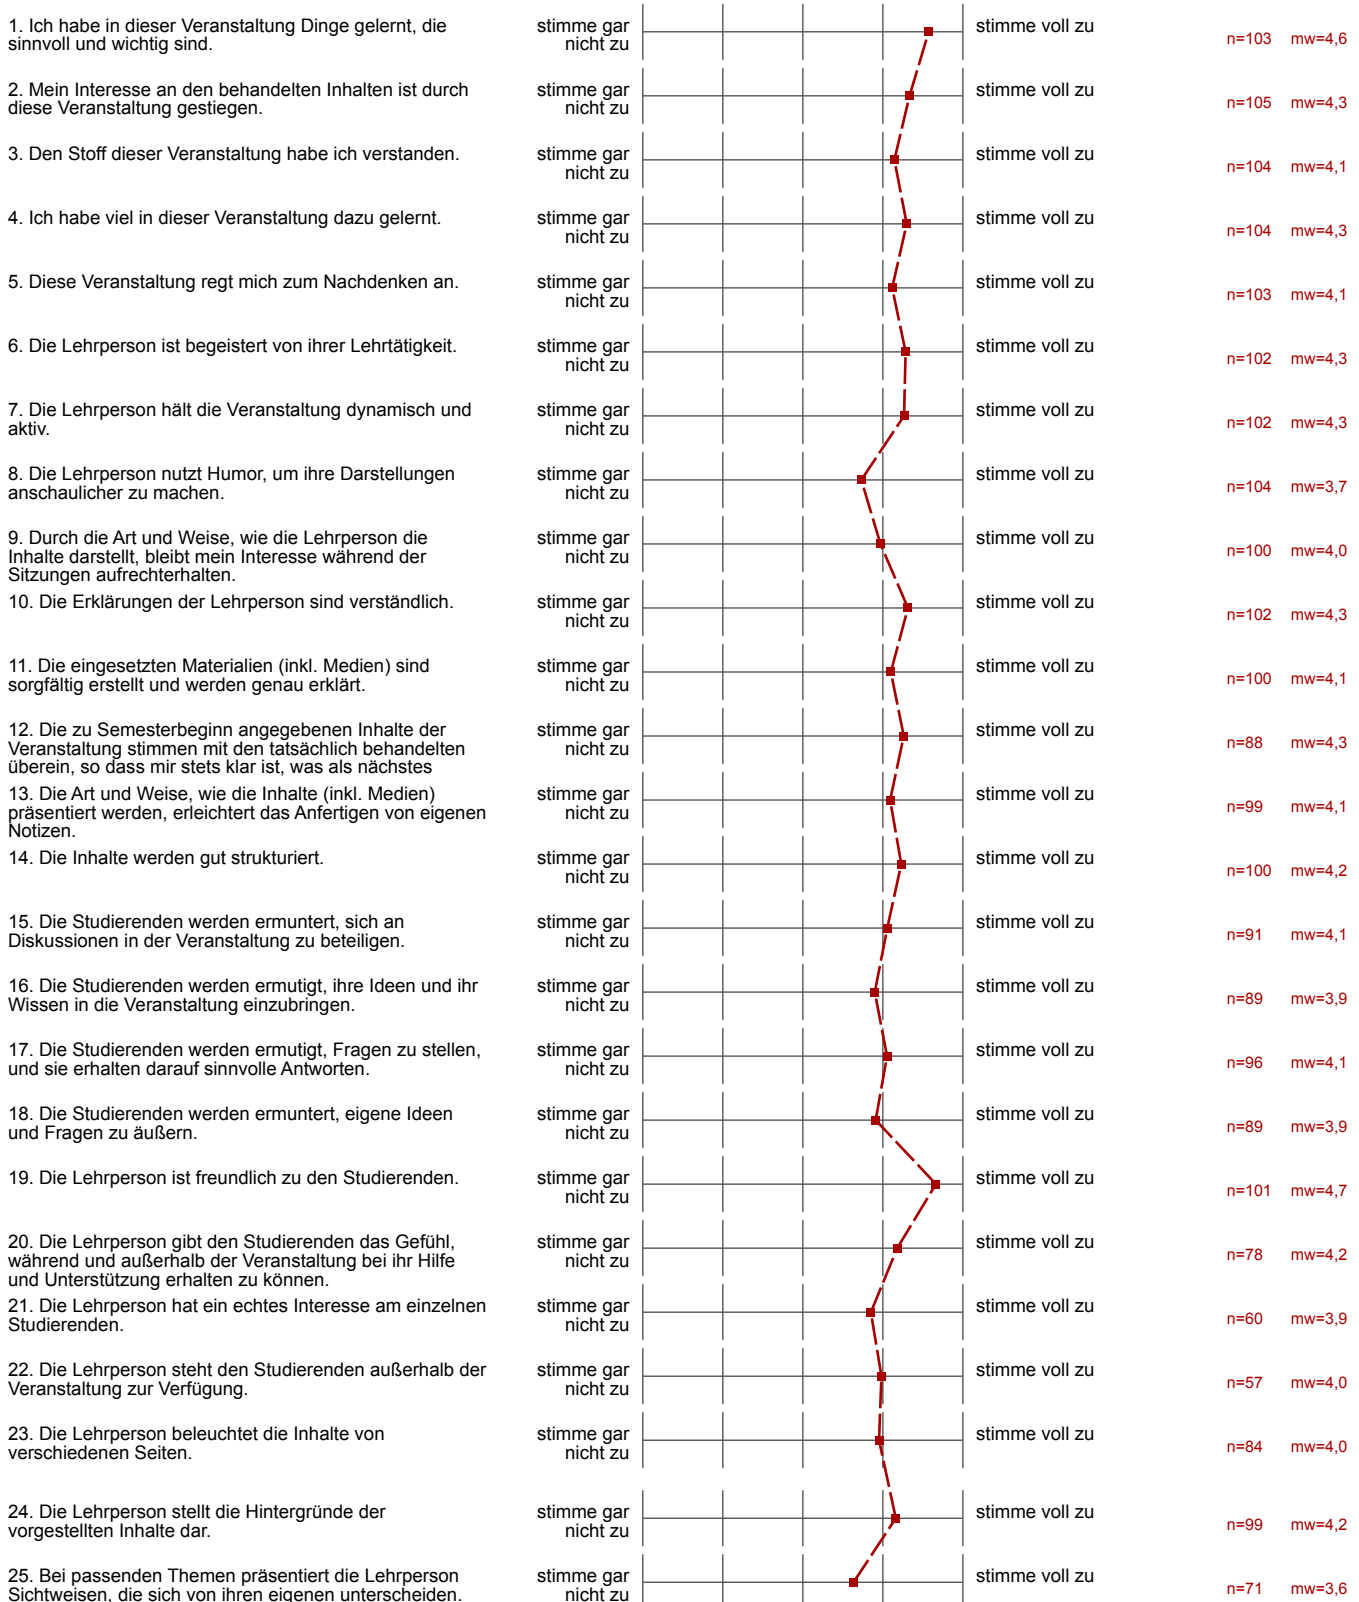 1. Ich habe in dieser Veranstaltung Dinge gelernt, die
sinnvoll und wichtig sind.
stimme gar
nicht zu
stimme voll zu
n=103 mw=4,6
2. Mein Interesse an den behandelten Inhalten ist durch
diese Veranstaltung gestiegen.
stimme gar
nicht zu
stimme voll zu
n=105 mw=4,3
3. Den Stoff dieser Veranstaltung habe ich verstanden.
stimme gar
nicht zu
stimme voll zu
n=104 mw=4,1
4. Ich habe viel in dieser Veranstaltung dazu gelernt.
stimme gar
nicht zu
stimme voll zu
n=104 mw=4,3
5. Diese Veranstaltung regt mich zum Nachdenken an.
stimme gar
nicht zu
stimme voll zu
n=103 mw=4,1
6. Die Lehrperson ist begeistert von ihrer Lehrtätigkeit.
stimme gar
nicht zu
stimme voll zu
n=102 mw=4,3
7. Die Lehrperson hält die Veranstaltung dynamisch und
aktiv.
stimme gar
nicht zu
stimme voll zu
n=102 mw=4,3
8. Die Lehrperson nutzt Humor, um ihre Darstellungen
anschaulicher zu machen.
stimme gar
nicht zu
stimme voll zu
n=104 mw=3,7
9. Durch die Art und Weise, wie die Lehrperson die
Inhalte darstellt, bleibt mein Interesse während der
Sitzungen aufrechterhalten.
stimme gar
nicht zu
stimme voll zu
n=100 mw=4,0
10. Die Erklärungen der Lehrperson sind verständlich.
stimme gar
nicht zu
stimme voll zu
n=102 mw=4,3
11. Die eingesetzten Materialien (inkl. Medien) sind
sorgfältig erstellt und werden genau erklärt.
stimme gar
nicht zu
stimme voll zu
n=100 mw=4,1
12. Die zu Semesterbeginn angegebenen Inhalte der
Veranstaltung stimmen mit den tatsächlich behandelten
überein, so dass mir stets klar ist, was als nächstes
stimme gar
nicht zu
stimme voll zu
n=88 mw=4,3
13. Die Art und Weise, wie die Inhalte (inkl. Medien)
präsentiert werden, erleichtert das Anfertigen von eigenen
Notizen.
stimme gar
nicht zu
stimme voll zu
n=99 mw=4,1
14. Die Inhalte werden gut strukturiert.
stimme gar
nicht zu
stimme voll zu
n=100 mw=4,2
15. Die Studierenden werden ermuntert, sich an
Diskussionen in der Veranstaltung zu beteiligen.
stimme gar
nicht zu
stimme voll zu
n=91 mw=4,1
16. Die Studierenden werden ermutigt, ihre Ideen und ihr
Wissen in die Veranstaltung einzubringen.
stimme gar
nicht zu
stimme voll zu
n=89 mw=3,9
17. Die Studierenden werden ermutigt, Fragen zu stellen,
und sie erhalten darauf sinnvolle Antworten.
stimme gar
nicht zu
stimme voll zu
n=96 mw=4,1
18. Die Studierenden werden ermuntert, eigene Ideen
und Fragen zu äußern.
stimme gar
nicht zu
stimme voll zu
n=89 mw=3,9
19. Die Lehrperson ist freundlich zu den Studierenden.
stimme gar
nicht zu
stimme voll zu
n=101 mw=4,7
20. Die Lehrperson gibt den Studierenden das Gefühl,
während und außerhalb der Veranstaltung bei ihr Hilfe
und Unterstützung erhalten zu können.
stimme gar
nicht zu
stimme voll zu
n=78 mw=4,2
21. Die Lehrperson hat ein echtes Interesse am einzelnen
Studierenden.
stimme gar
nicht zu
stimme voll zu
n=60 mw=3,9
22. Die Lehrperson steht den Studierenden außerhalb der
Veranstaltung zur Verfügung.
stimme gar
nicht zu
stimme voll zu
n=57 mw=4,0
23. Die Lehrperson beleuchtet die Inhalte von
verschiedenen Seiten.
stimme gar
nicht zu
stimme voll zu
n=84 mw=4,0
24. Die Lehrperson stellt die Hintergründe der
vorgestellten Inhalte dar.
stimme gar
nicht zu
stimme voll zu
n=99 mw=4,2
25. Bei passenden Themen präsentiert die Lehrperson
Sichtweisen, die sich von ihren eigenen unterscheiden.
stimme gar
nicht zu
stimme voll zu
n=71 mw=3,6